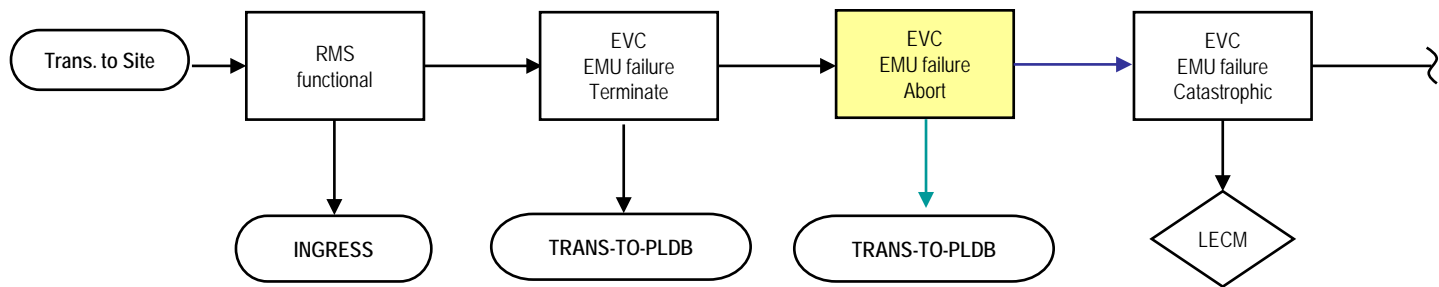 Trans. to Site
RMS
functional
EVC
EMU failure
Terminate
EVC
EMU failure
Abort
EVC
EMU failure
Catastrophic
INGRESS
TRANS-TO-PLDB
TRANS-TO-PLDB
LECM